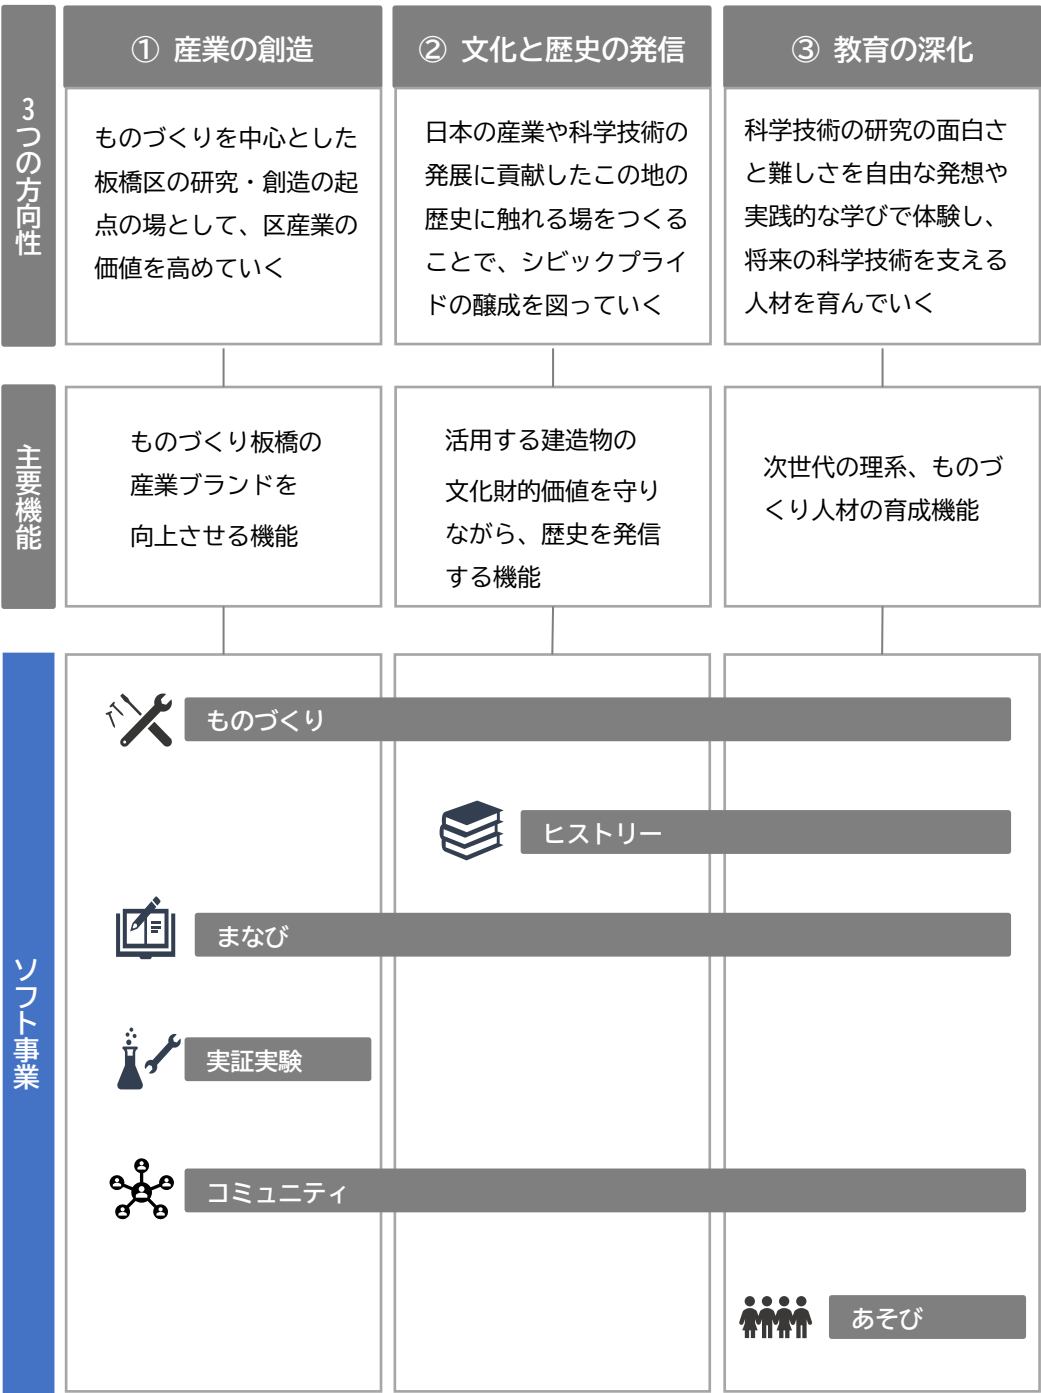 3つの方向性
① 産業の創造
ものづくりを中心とした
板橋区の研究・創造の起
点の場として、区産業の
価値を高めていく
② 文化と歴史の発信
日本の産業や科学技術の
発展に貢献したこの地の
歴史に触れる場をつくる
ことで、シビックプライ
ドの醸成を図っていく
③ 教育の深化
科学技術の研究の面白さ
と難しさを自由な発想や
実践的な学びで体験し、
将来の科学技術を支える
人材を育んでいく
主要機能
ものづくり板橋の
産業ブランドを
向上させる機能
活用する建造物の
文化財的価値を守り
ながら、歴史を発信
する機能
次世代の理系、ものづ
くり人材の育成機能
ソフト事業
ものづくり
ヒストリー
まなび
実証実験
コミュニティ
あそび